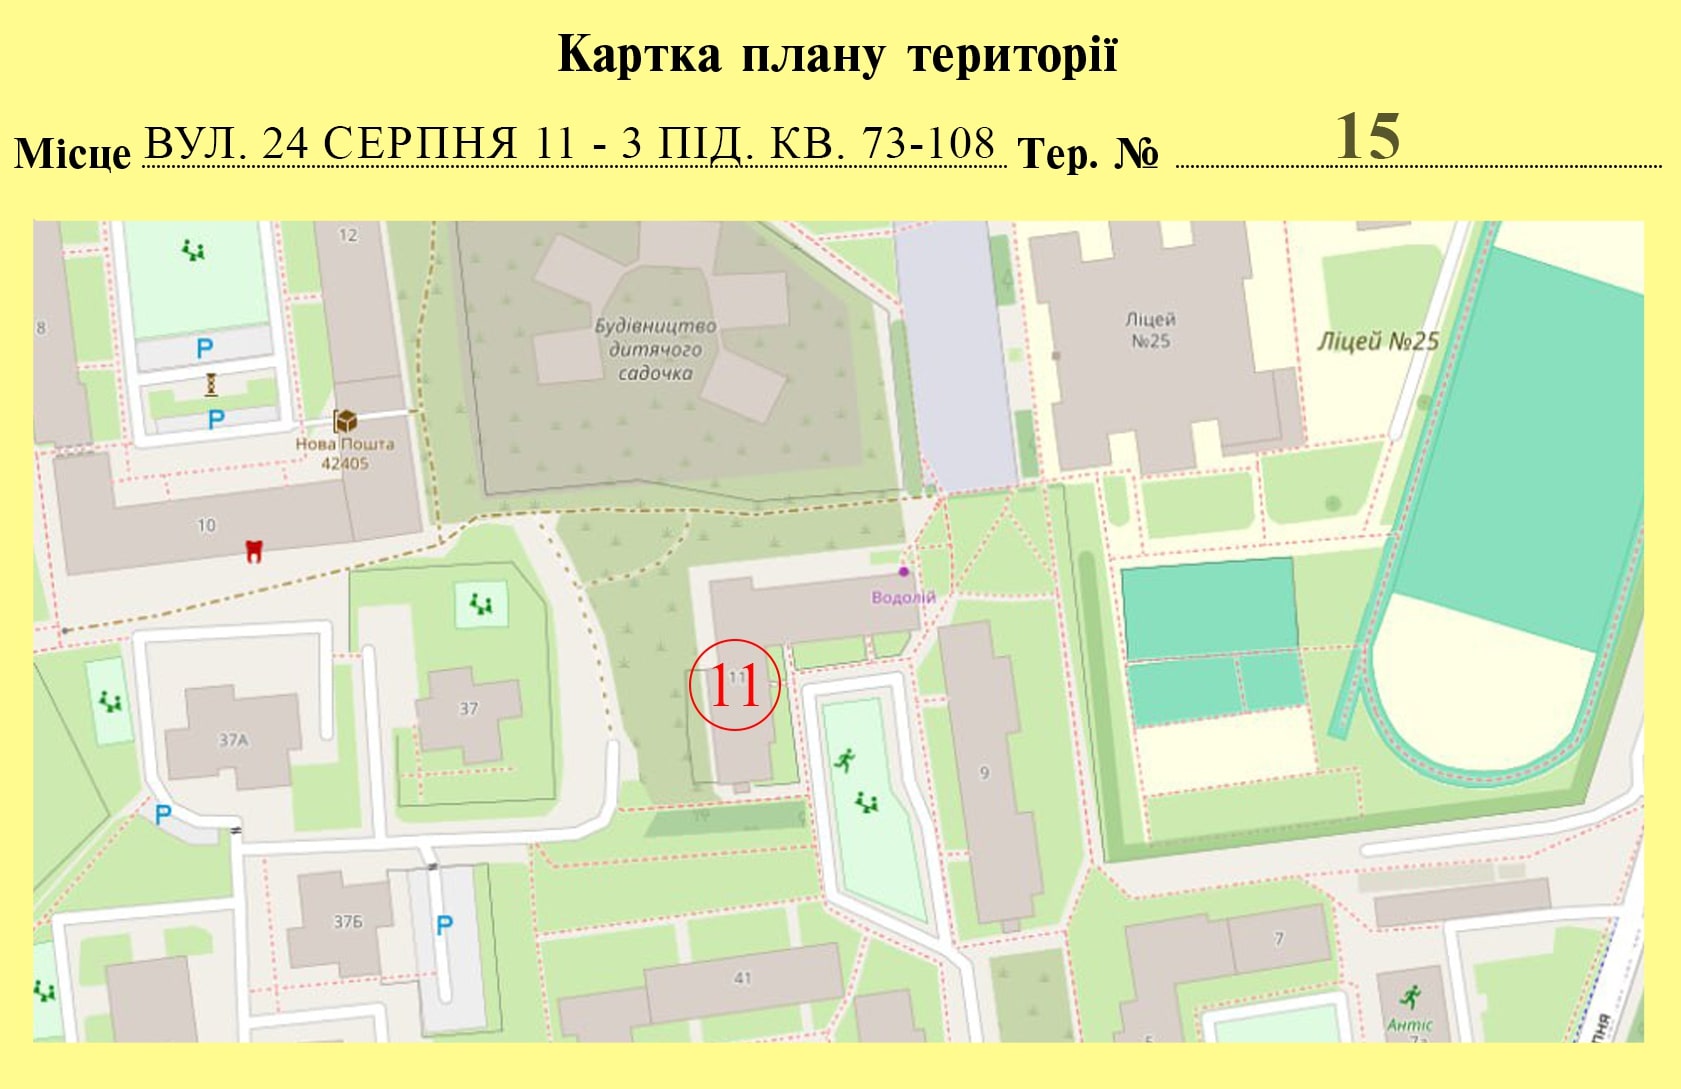 Картка плану території
Місце ВУЛ. 24 СЕРПНЯ 11 - 3 ПІД. КВ. 73-108 Тер. № 15
12
8
Будівництво
дитячого
садочка
Ліцей
№25
Ліцей №25
P
P
Нова Пошта
42405
10
Водолій
11
11
37
37А
9
P
37Б
P
7
41
Антіс
7а